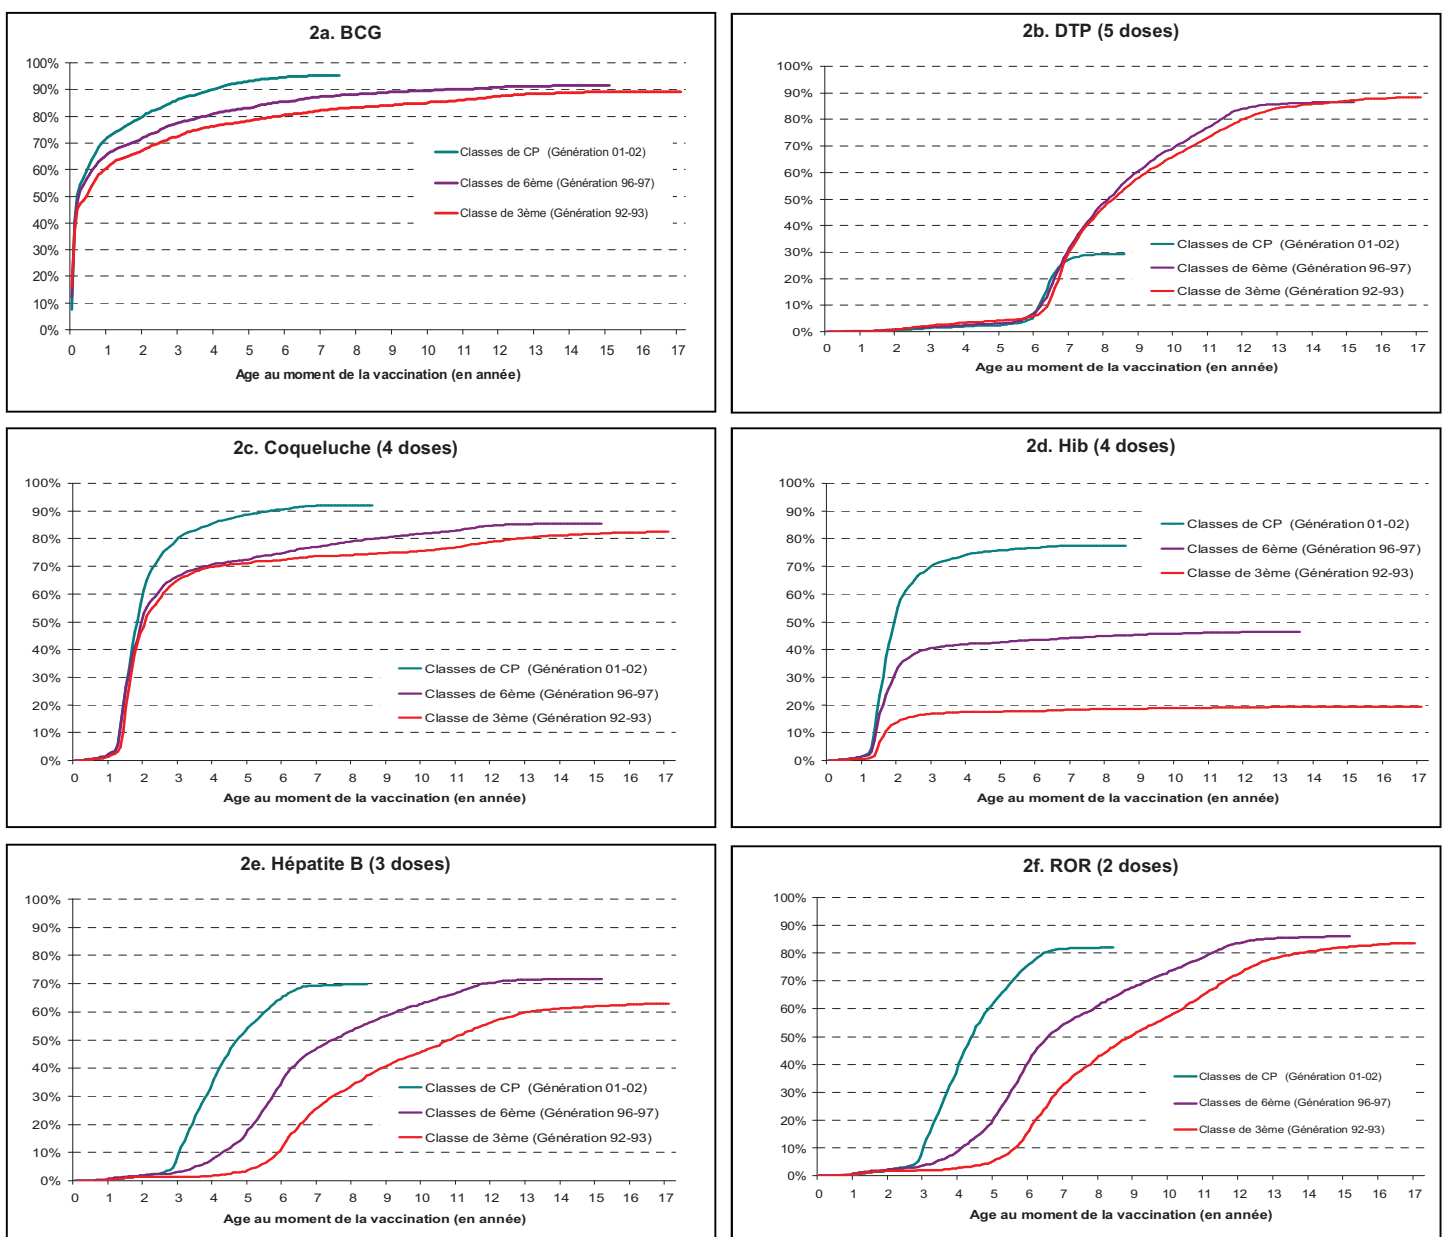 2a. BCG
100%
90%
80%
70%
60%
50%
40%
30%
20%
10%
0%
Classes de CP (Génération 01-02)
Classes de 6ème (Génération 96-97)
Classe de 3ème (Génération 92-93)
0 1 2 3 4 5 6 7 8 9 10 11 12 13 14 15 16 17
Age au moment de la vaccination (en année)
2b. DTP (5 doses)
100%
90%
80%
70%
60%
50%
40%
30%
20%
10%
0%
Classes de CP (Génération 01-02)
Classes de 6ème (Génération 96-97)
Classe de 3ème (Génération 92-93)
0 1 2 3 4 5 6 7 8 9 10 11 12 13 14 15 16 17
Age au moment de la vaccination (en année)
2c. Coqueluche (4 doses)
100%
90%
80%
70%
60%
50%
40%
30%
20%
10%
0%
Classes de CP (Génération 01-02)
Classes de 6ème (Génération 96-97)
Classe de 3ème (Génération 92-93)
0 1 2 3 4 5 6 7 8 9 10 11 12 13 14 15 16 17
Age au moment de la vaccination (en année)
2d. Hib (4 doses)
100%
90%
80%
70%
60%
50%
40%
30%
20%
10%
0%
Classes de CP (Génération 01-02)
Classes de 6ème (Génération 96-97)
Classe de 3ème (Génération 92-93)
0 1 2 3 4 5 6 7 8 9 10 11 12 13 14 15 16 17
Age au moment de la vaccination (en année)
2e. Hépatite B (3 doses)
100%
90%
80%
70%
60%
50%
40%
30%
20%
10%
0%
Classes de CP (Génération 01-02)
Classes de 6ème (Génération 96-97)
Classe de 3ème (Génération 92-93)
0 1 2 3 4 5 6 7 8 9 10 11 12 13 14 15 16 17
Age au moment de la vaccination (en année)
2f. ROR (2 doses)
100%
90%
80%
70%
60%
50%
40%
30%
20%
10%
0%
Classes de CP (Génération 01-02)
Classes de 6ème (Génération 96-97)
Classe de 3ème (Génération 92-93)
0 1 2 3 4 5 6 7 8 9 10 11 12 13 14 15 16 17
Age au moment de la vaccination (en année)